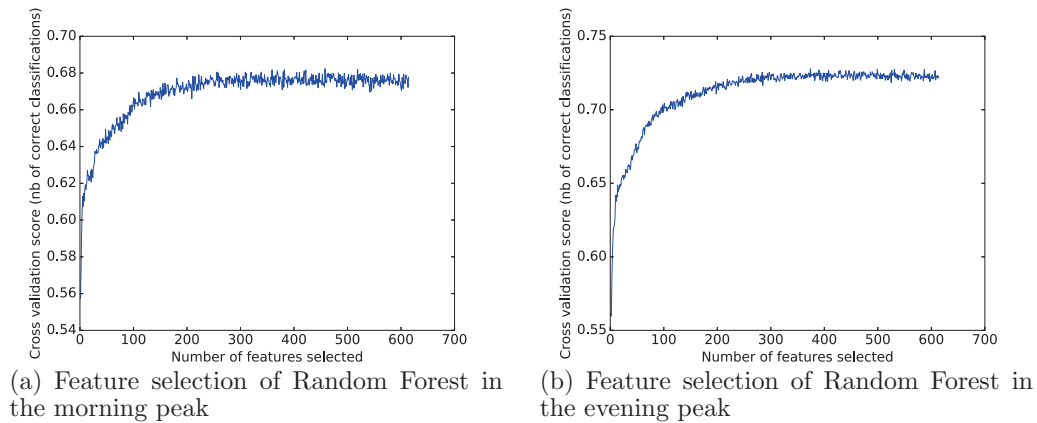 0.70
0.68
0.66
0.64
0.62
0.60
0.58
0.56
0.54
Cross validation score (nb of correct classifications)
0 100 200 300 400 500 600 700
Number of features selected
(a) Feature selection of Random Forest in
the morning peak
0.75
0.70
0.65
0.60
0.55
Cross validation score (nb of correct classifications)
0 100 200 300 400 500 600 700
Number of features selected
(b) Feature selection of Random Forest in
the evening peak